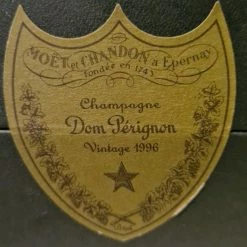 MOËT et CHANDON à Epernay
Fondée en 1743
Champagne
Dom Pérignon
Vintage 1996